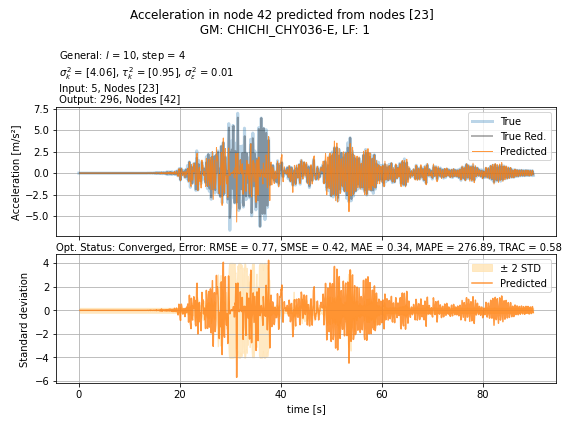 Acceleration in node 42 predicted from nodes [23]
GM: CHICHI_CHY036-E, LF: 1
General: l = 10, step = 4
σ²ₖ = [4.06], τ²ₖ = [0.95], σ²ε = 0.01
Input: 5, Nodes [23]
Output: 296, Nodes [42]
7.5
5.0
2.5
0.0
−2.5
−5.0
Acceleration [m/s²]
True
True Red.
Predicted
Opt. Status: Converged, Error: RMSE = 0.77, SMSE = 0.42, MAE = 0.34, MAPE = 276.89, TRAC = 0.58
4
2
0
−2
−4
−6
Standard deviation
± 2 STD
Predicted
0 20 40 60 80
time [s]